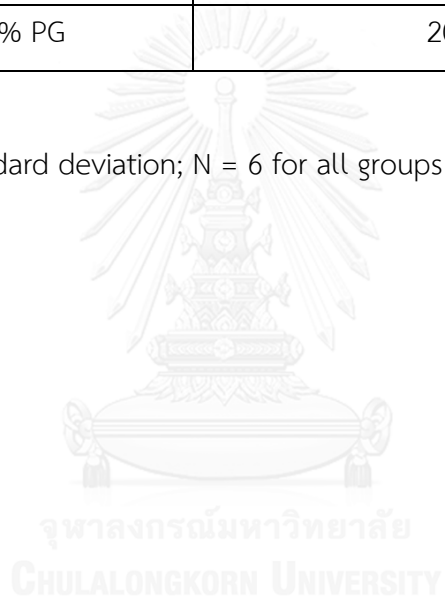 % PG
2
dard deviation; N = 6 for all groups
จุฬาลงกรณ์มหาวิทยาลัย
CHULALONGKORN UNIVERSITY